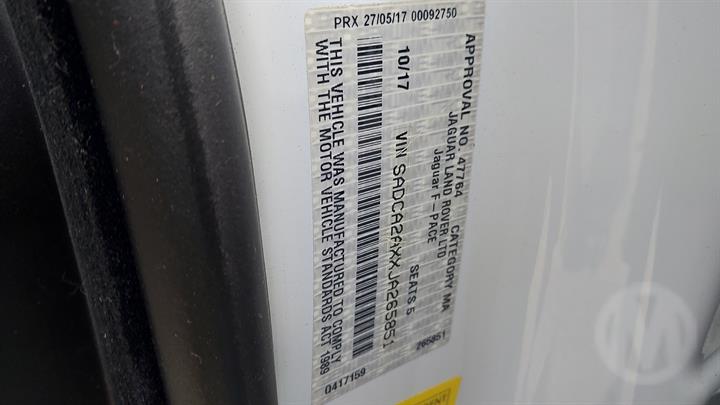 PRX 27/05/17 00092750
APPROVAL NO. 47764 CATEGORY MA
JAGUAR LAND ROVER LTD
Jaguar F-PACE
10/17 SEATS 5
VIN SADCA2AXXJA265851
265851
THIS VEHICLE WAS MANUFACTURED TO COMPLY
WITH THE MOTOR VEHICLE STANDARDS ACT 1989
0417159
M